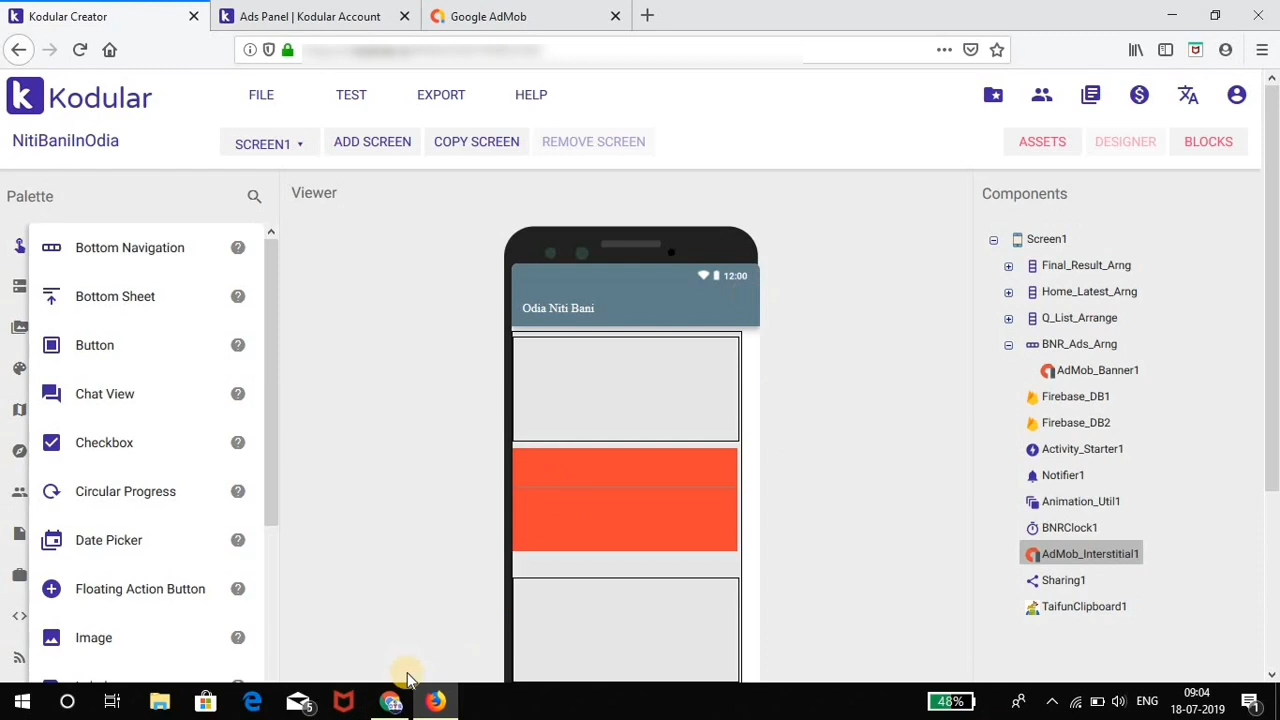 Kodular Creator
Ads Panel | Kodular Account
Google AdMob
Kodular
FILE
TEST
EXPORT
HELP
NitiBaniInOdia
SCREEN1
ADD SCREEN
COPY SCREEN
REMOVE SCREEN
ASSETS
DESIGNER
BLOCKS
Palette
Viewer
Components
Bottom Navigation
Bottom Sheet
Button
Chat View
Checkbox
Circular Progress
Date Picker
Floating Action Button
Image
12:00
Odia Niti Bani
Screen1
Final_Result_Arng
Home_Latest_Arng
Q_List_Arrange
BNR_Ads_Arng
AdMob_Banner1
Firebase_DB1
Firebase_DB2
Activity_Starter1
Notifier1
Animation_Util1
BNRClock1
AdMob_Interstitial1
Sharing1
TaifunClipboard1
5
48%
ENG
09:04
18-07-2019
1